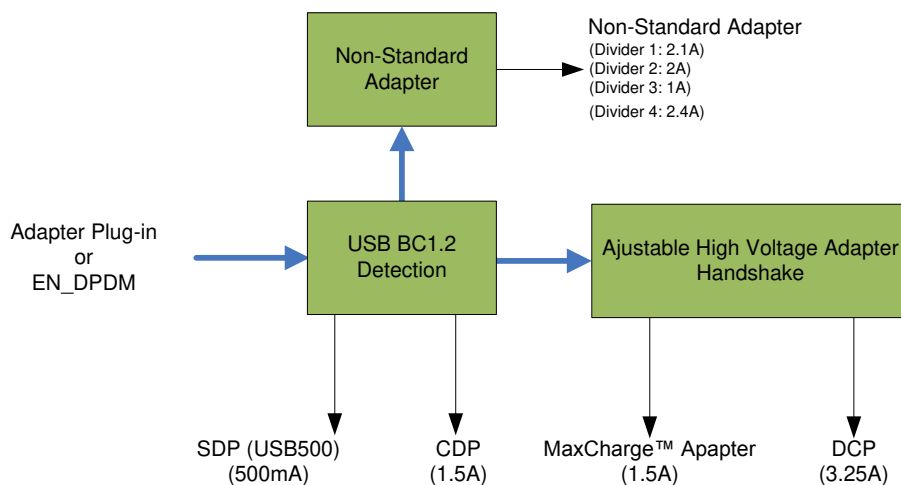 Non-Standard
Adapter
Non-Standard Adapter
(Divider 1: 2.1A)
(Divider 2: 2A)
(Divider 3: 1A)
(Divider 4: 2.4A)
Adapter Plug-in
or
EN_DPDM
USB BC1.2
Detection
Ajustable High Voltage Adapter
Handshake
SDP (USB500)
(500mA)
CDP
(1.5A)
MaxCharge™ Apapter
(1.5A)
DCP
(3.25A)